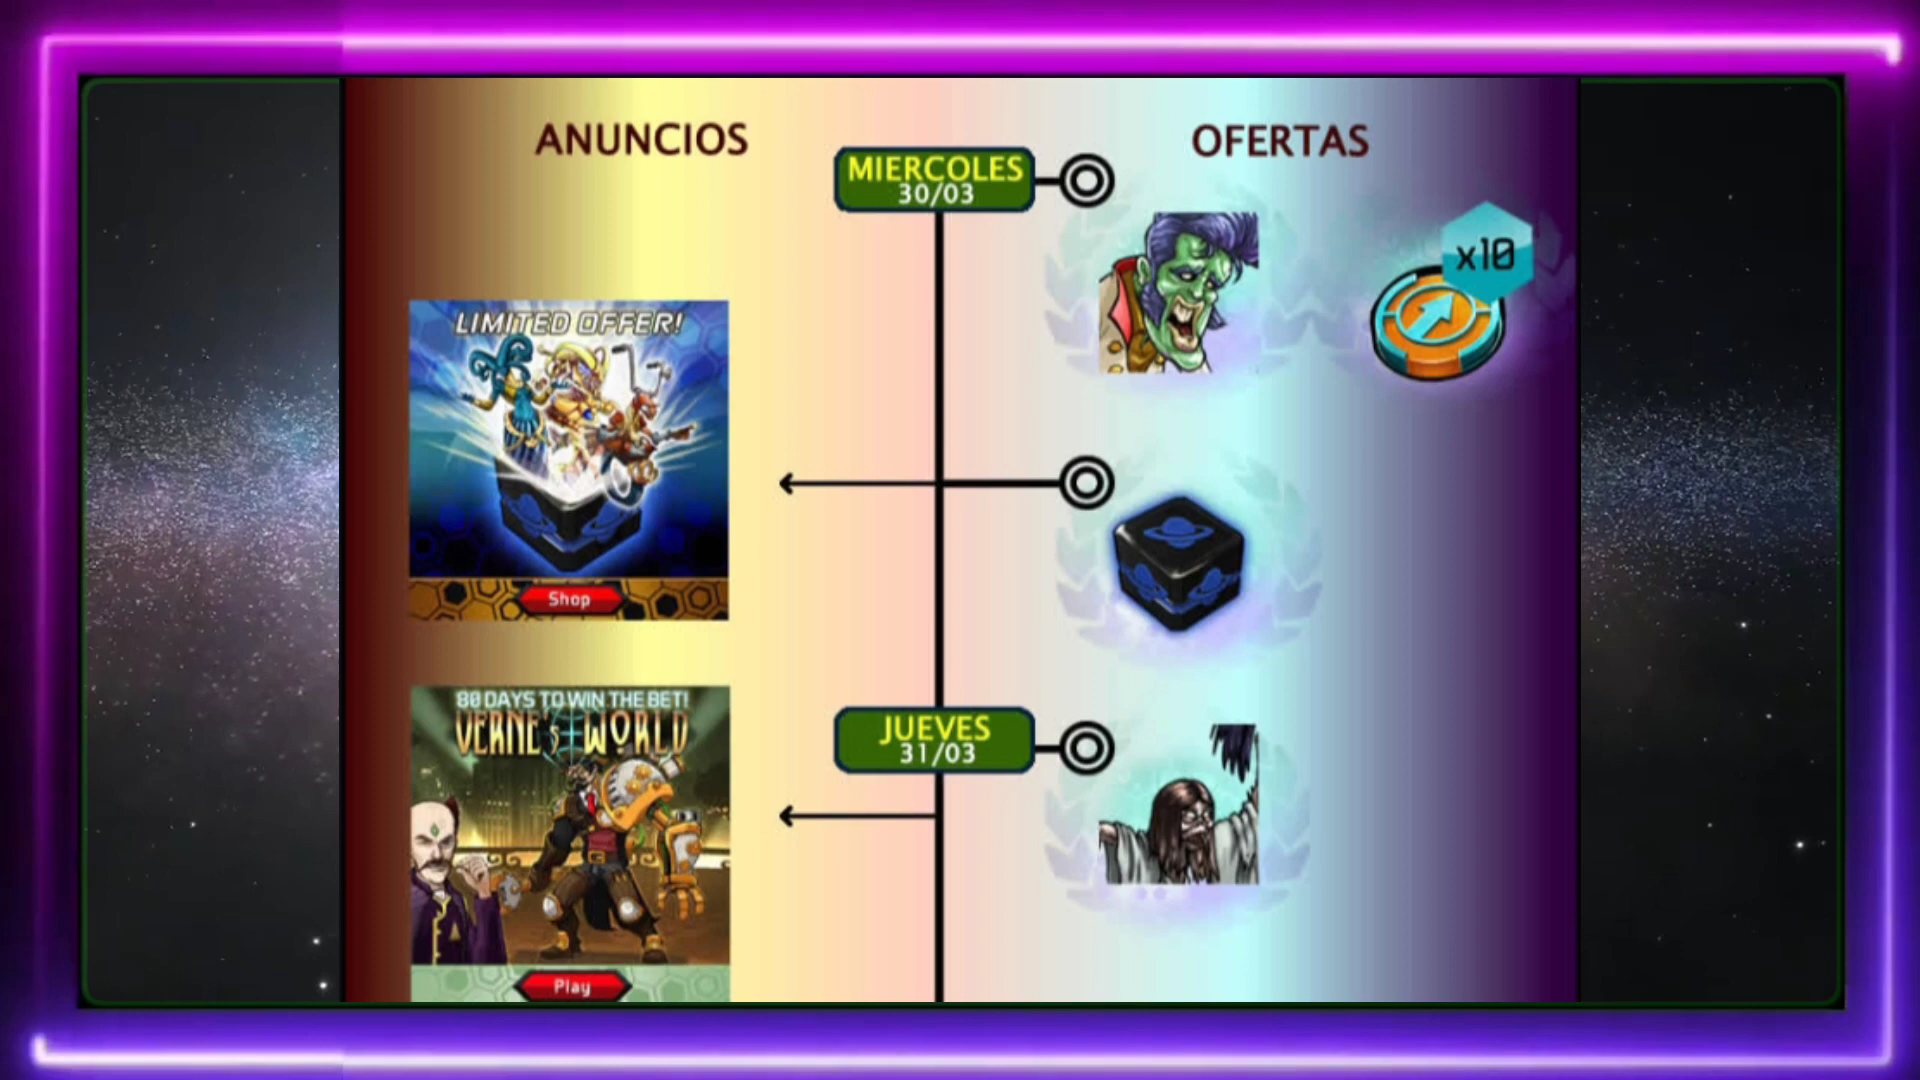 ANUNCIOS
OFERTAS
MIERCOLES
30/03
x10
LIMITED OFFER!
Shop
80 DAYS TO WIN THE BET!
VERNE'S WORLD
JUEVES
31/03
Play